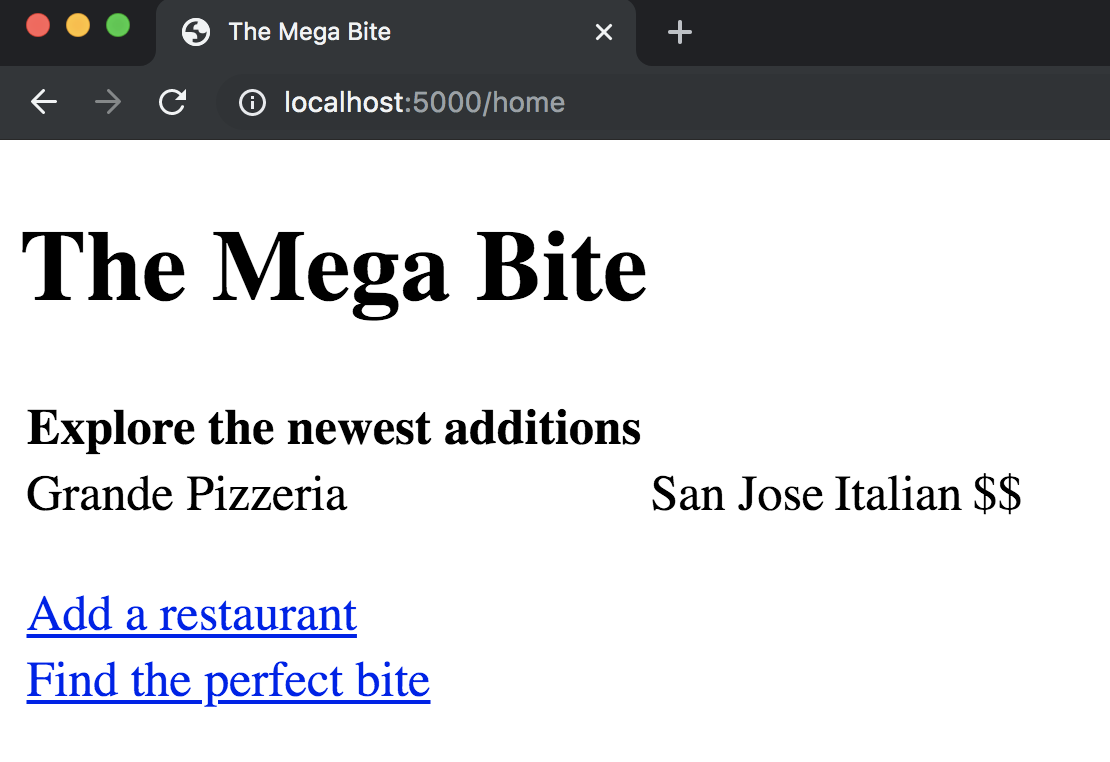 The Mega Bite
localhost:5000/home
The Mega Bite
Explore the newest additions
Grande Pizzeria San Jose Italian $$
Add a restaurant
Find the perfect bite